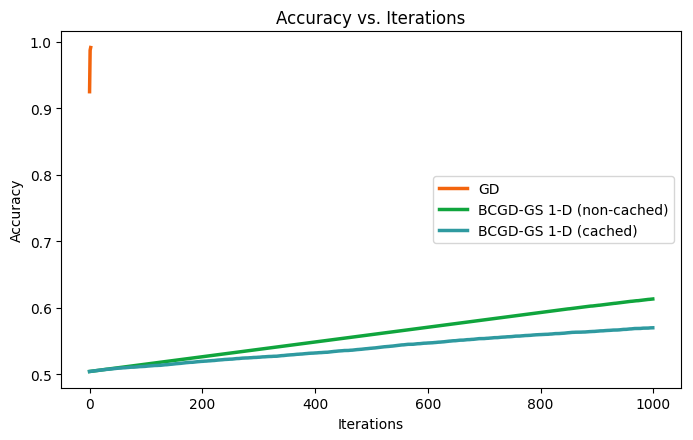 Accuracy vs. Iterations
1.0
0.9
0.8
0.7
0.6
0.5
Accuracy
GD
BCGD-GS 1-D (non-cached)
BCGD-GS 1-D (cached)
0
200
400
600
800
1000
Iterations